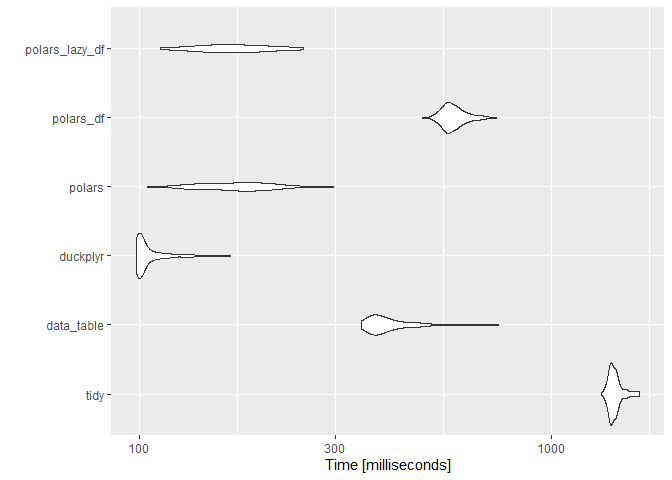 polars_lazy_df
polars_df
polars
duckplyr
data_table
tidy
100 300 1000
Time [milliseconds]